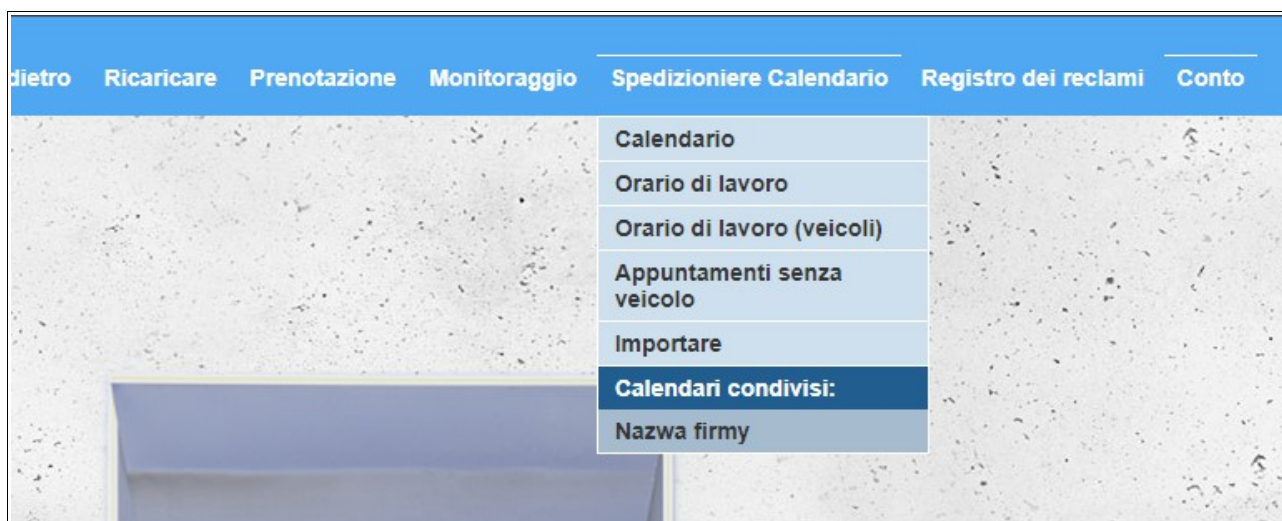 dietro Ricaricare Prenotazione Monitoraggio Spedizioniere Calendario Registro dei reclami Conto
Calendario
Orario di lavoro
Orario di lavoro (veicoli)
Appuntamenti senza
veicolo
Importare
Calendari condivisi:
Nazwa firmy